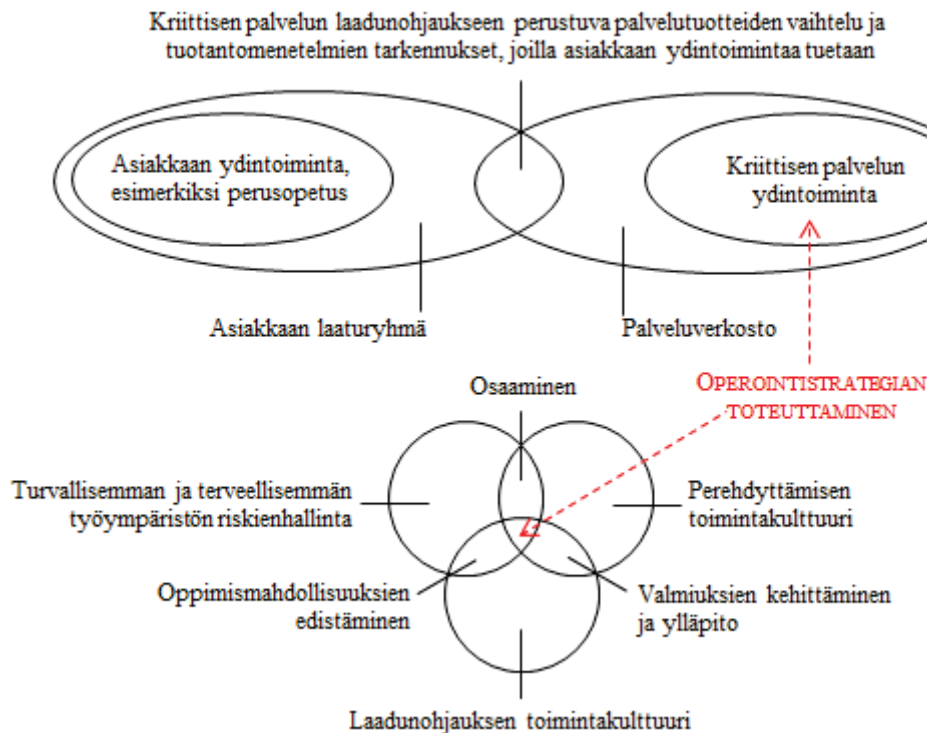 Kriittisen palvelun laadunohjaukseen perustuva palvelutuotteiden vaihtelu ja
tuotantomenetelmien tarkennukset, joilla asiakkaan ydintoimintaa tuetaan
Asiakkaan ydintoiminta,
esimerkiksi perusopetus
Kriittisen palvelun
ydintoiminta
Asiakkaan laaturyhmä
Palveluverkosto
OPEROINTISTRATEGIAN
TOTEUTTAMINEN
Osaaminen
Turvallisemman ja terveellisemmän
työympäristön riskienhallinta
Perehdyttämisen
toimintakulttuuri
Oppimismahdollisuuksien
edistäminen
Valmiuksien kehittäminen
ja ylläpito
Laadunohjauksen toimintakulttuuri